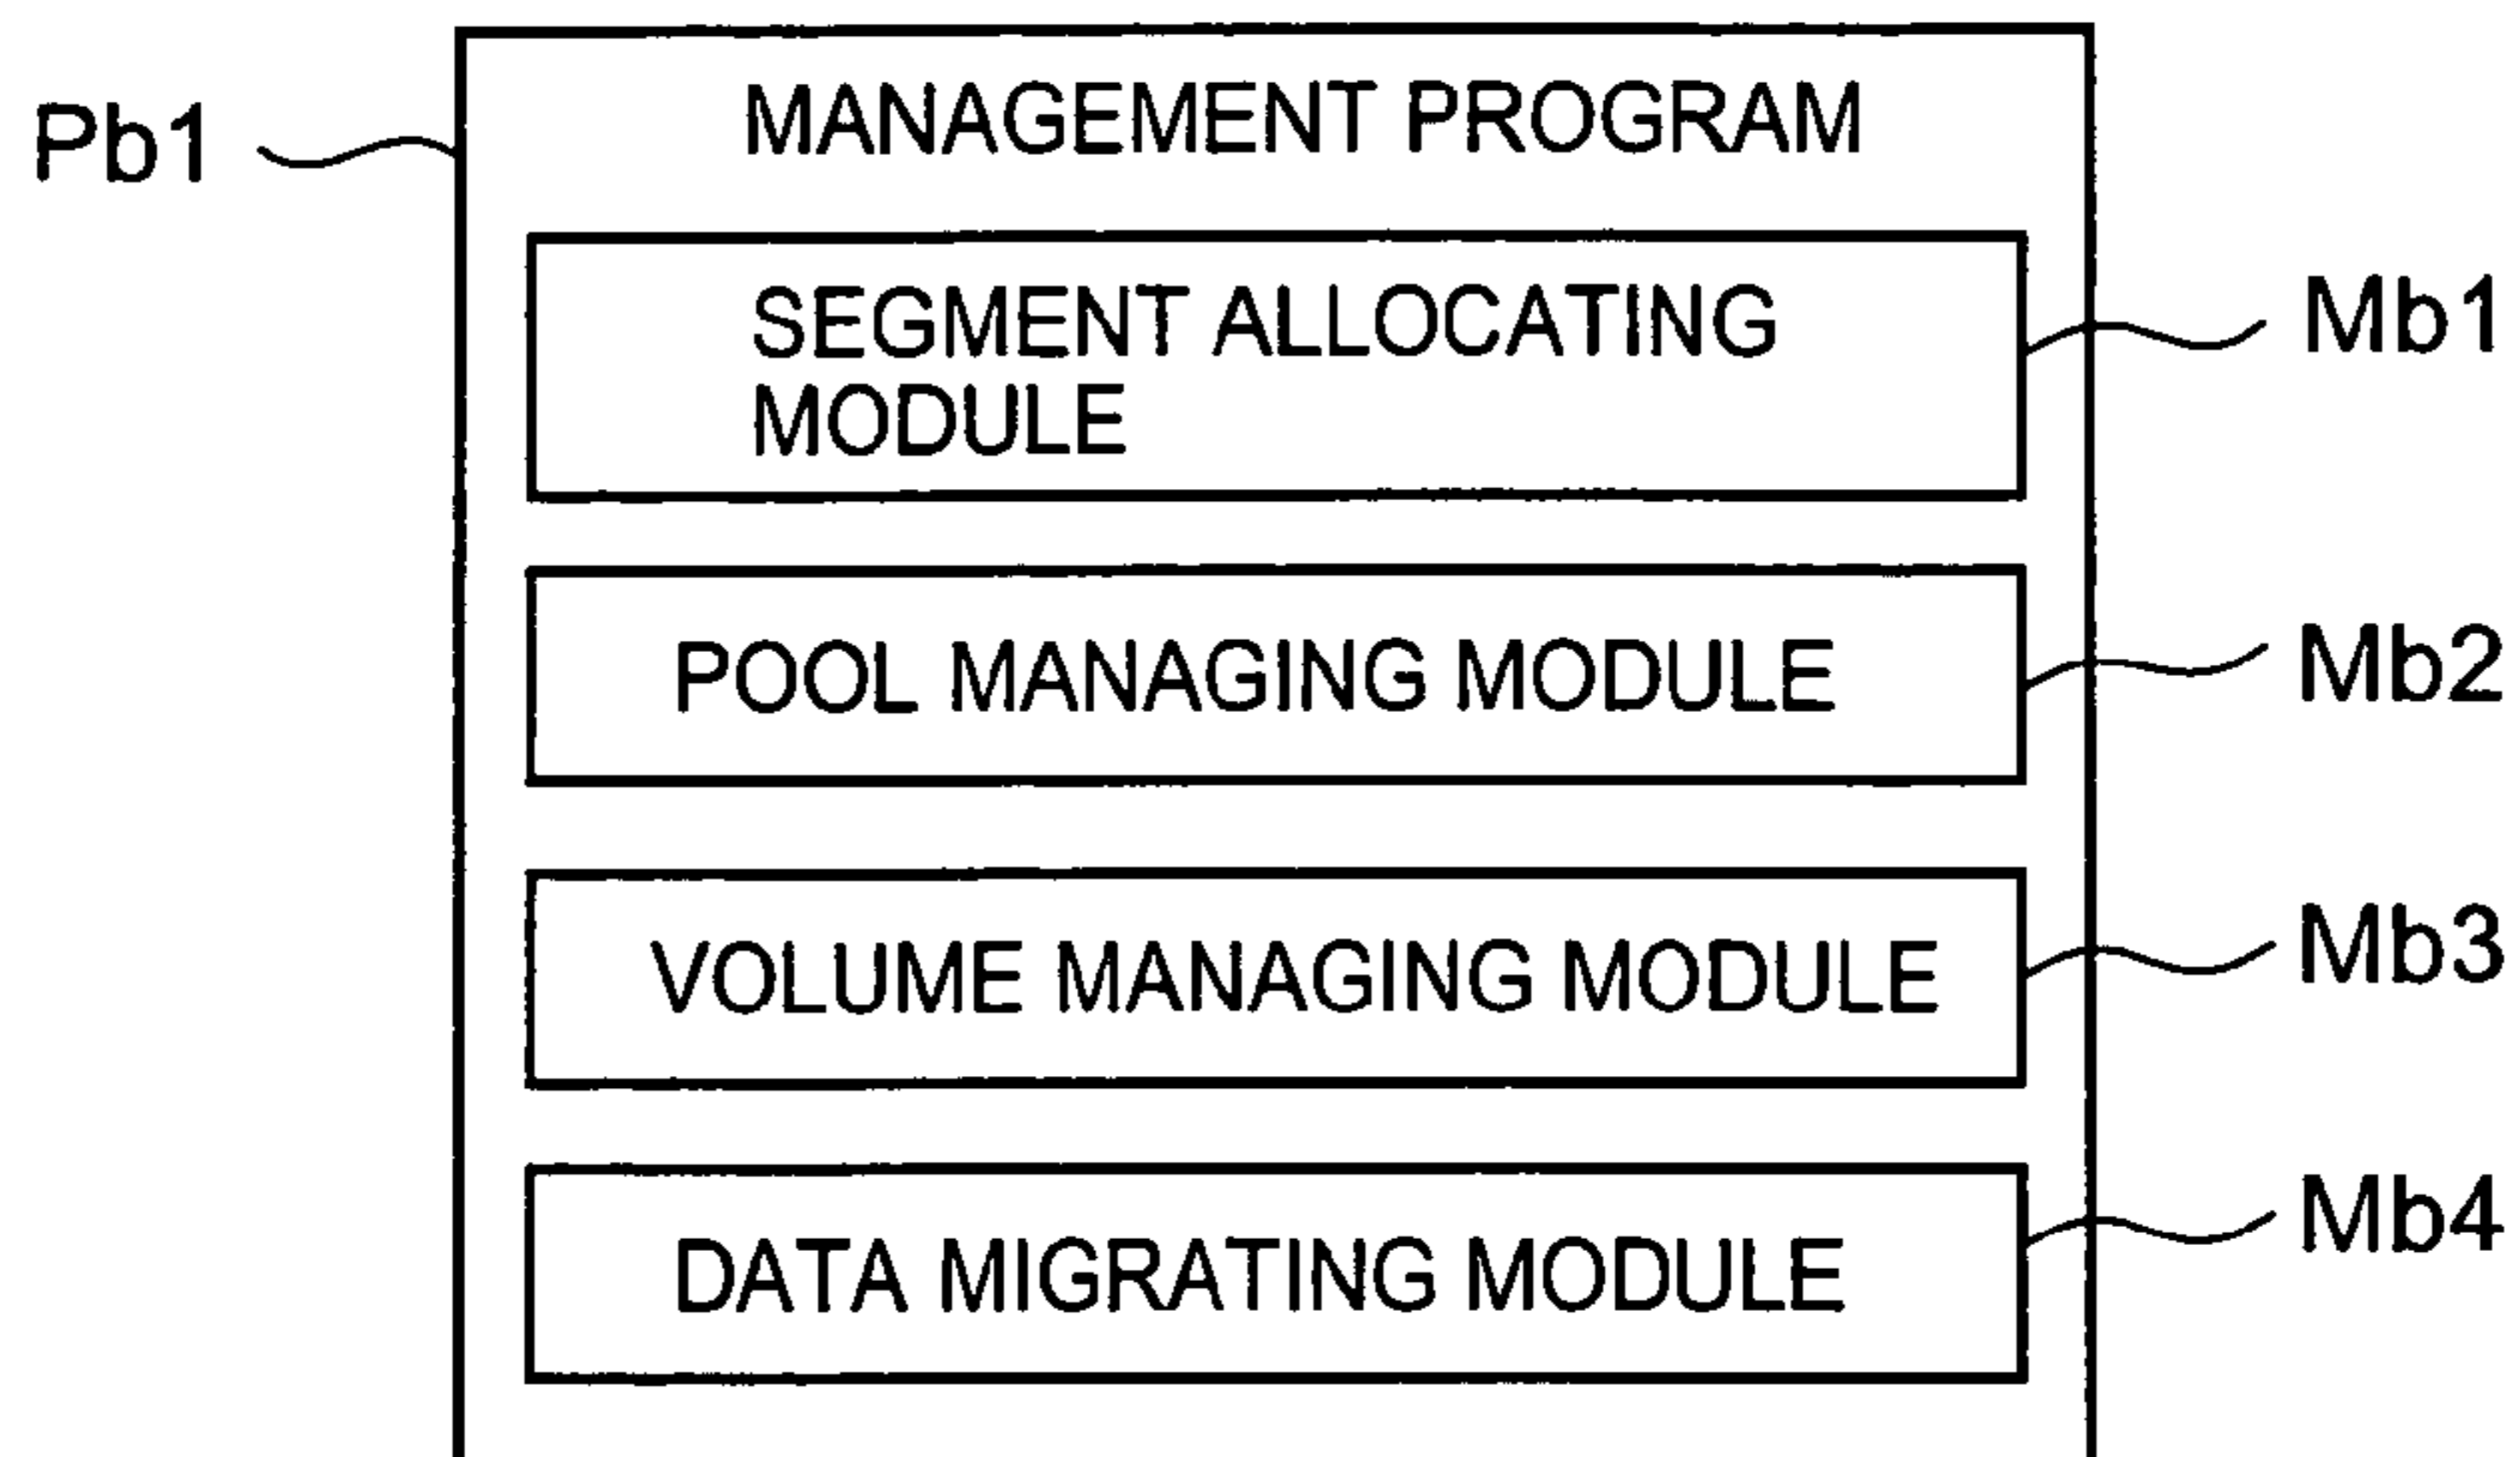 MANAGEMENT PROGRAM
Pb1
SEGMENT ALLOCATING
MODULE
Mb1
POOL MANAGING MODULE
Mb2
VOLUME MANAGING MODULE
Mb3
DATA MIGRATING MODULE
Mb4